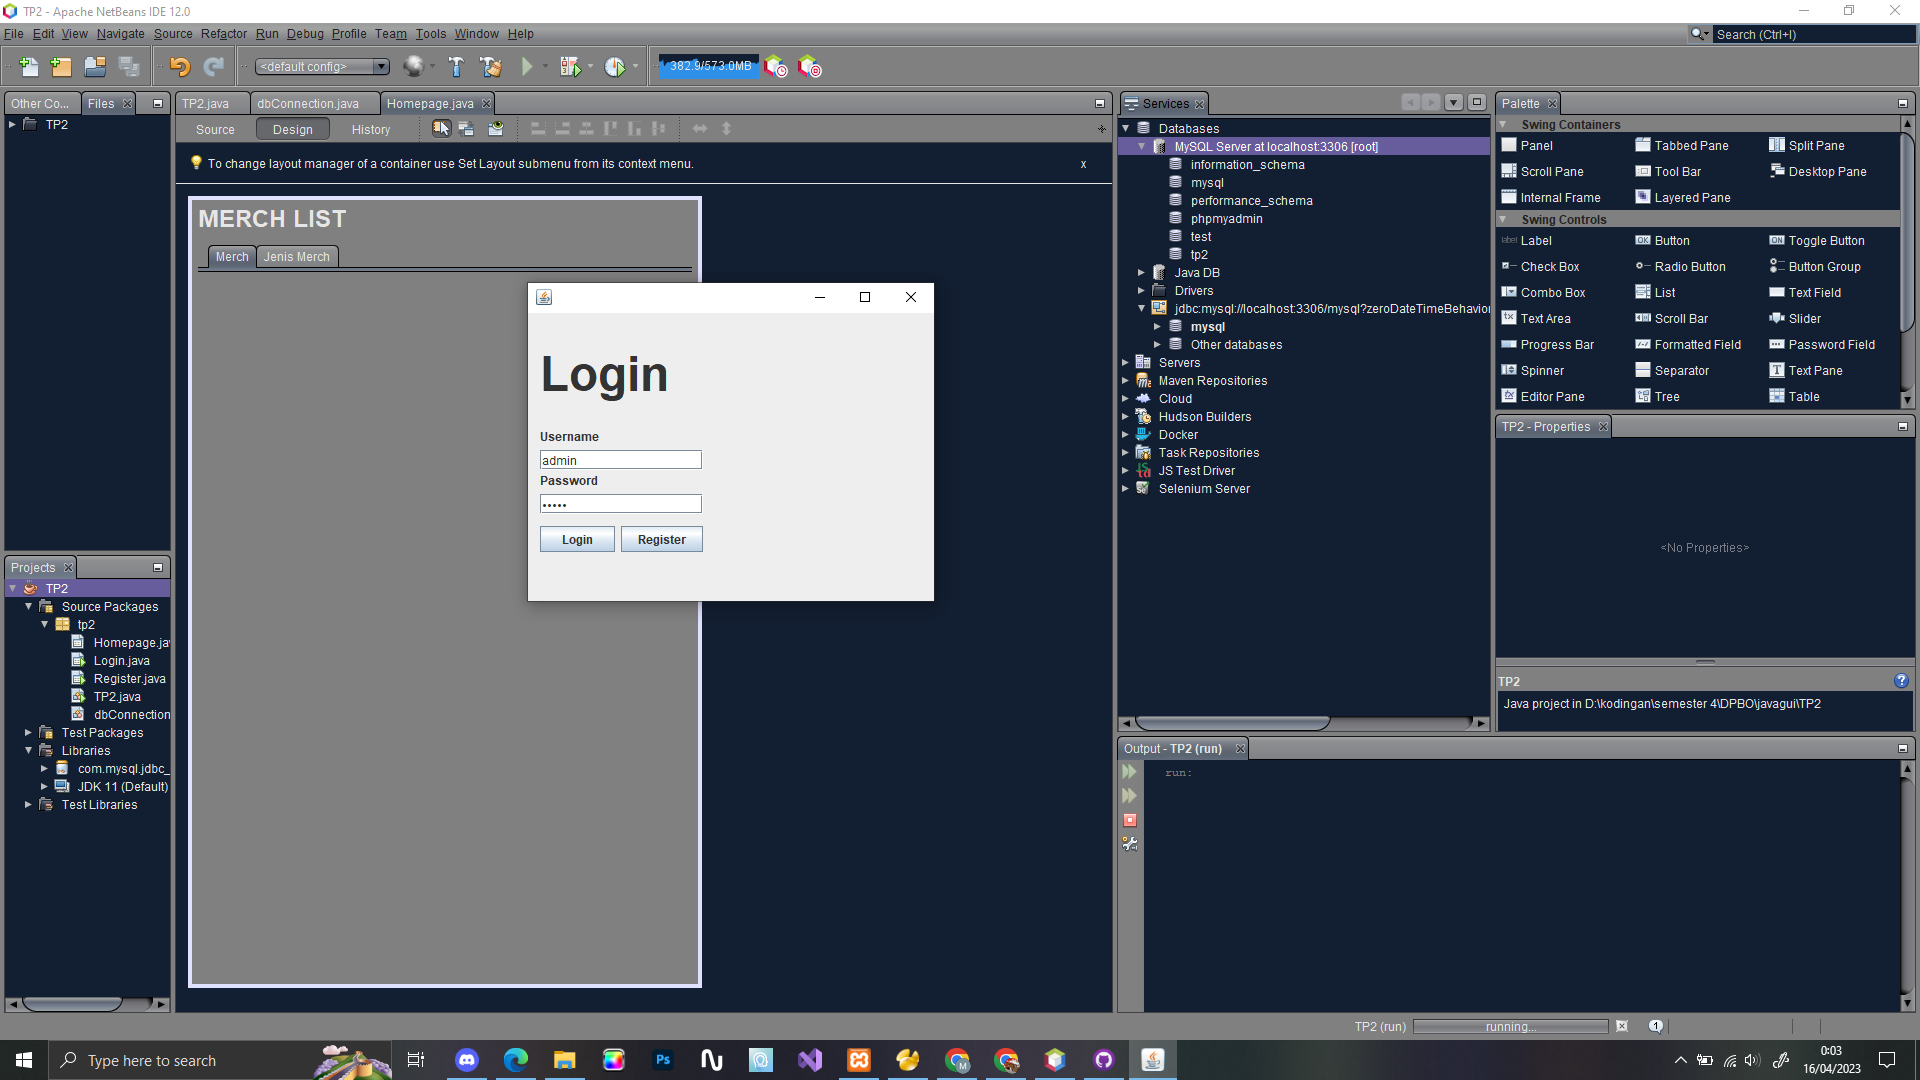 TP2 - Apache NetBeans IDE 12.0
File Edit View Navigate Source Refactor Run Debug Profile Team Tools Window Help
Search (Ctrl+I)
<default config>
382.9/573.0MB
Other Co...
Files
TP2
TP2.java
dbConnection.java
Homepage.java
Source
Design
History
To change layout manager of a container use Set Layout submenu from its context menu.
x
MERCH LIST
Merch
Jenis Merch
Login
Username
admin
Password
•••••
Login
Register
Projects
TP2
Source Packages
tp2
Homepage.jav
Login.java
Register.java
TP2.java
dbConnection
Test Packages
Libraries
com.mysql.jdbc_
JDK 11 (Default)
Test Libraries
Services
Databases
MySQL Server at localhost:3306 [root]
information_schema
mysql
performance_schema
phpmyadmin
test
tp2
Java DB
Drivers
jdbc:mysql://localhost:3306/mysql?zeroDateTimeBehavior
mysql
Other databases
Servers
Maven Repositories
Cloud
Hudson Builders
Docker
Task Repositories
JS Test Driver
Selenium Server
Palette
Swing Containers
Panel
Tabbed Pane
Split Pane
Scroll Pane
Tool Bar
Desktop Pane
Internal Frame
Layered Pane
Swing Controls
label
Label
OK
Button
ON
Toggle Button
Check Box
Radio Button
Button Group
Combo Box
List
Text Field
Text Area
Scroll Bar
Slider
Progress Bar
Formatted Field
Password Field
Spinner
Separator
Text Pane
Editor Pane
Tree
Table
TP2 - Properties
<No Properties>
TP2
Java project in D:\kodingan\semester 4\DPBO\javagui\TP2
Output - TP2 (run)
run:
TP2 (run)
running...
1
Type here to search
Ps
M
0:03
16/04/2023